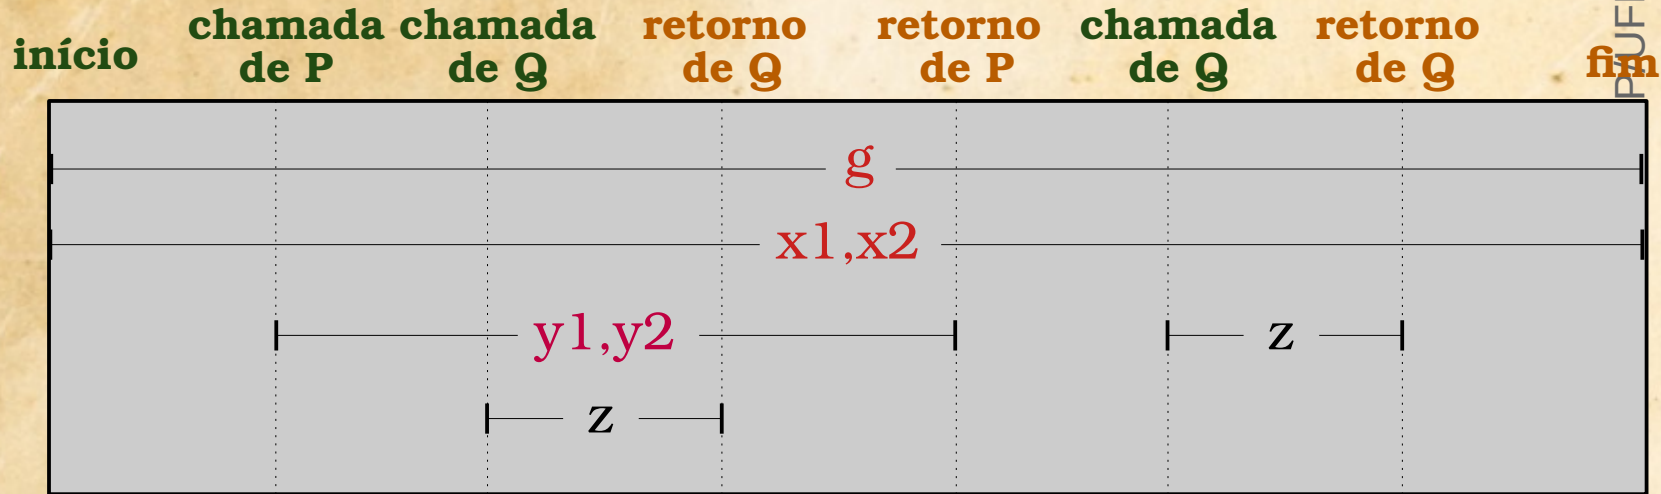 início
chamada
de P
chamada
de Q
retorno
de Q
retorno
de P
chamada
de Q
retorno
de Q
fim
g
x1,x2
y1,y2
z
z